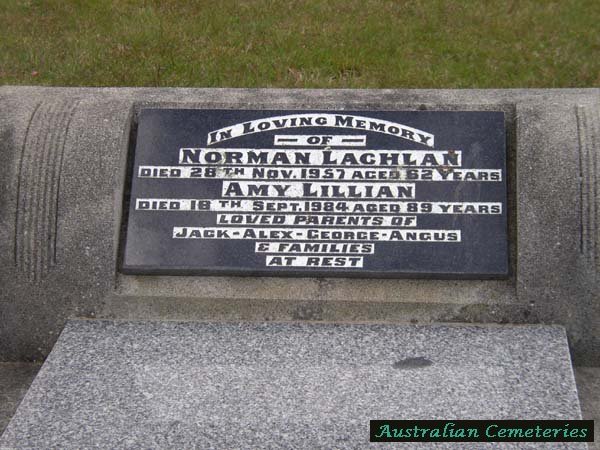 IN LOVING MEMORY
– OF –
NORMAN LACHLAN
DIED 28TH NOV. 1957 AGED 62 YEARS
AMY LILLIAN
DIED 18TH SEPT. 1984 AGED 89 YEARS
LOVED PARENTS OF
JACK-ALEX-GEORGE-ANGUS
& FAMILIES
AT REST
Australian Cemeteries